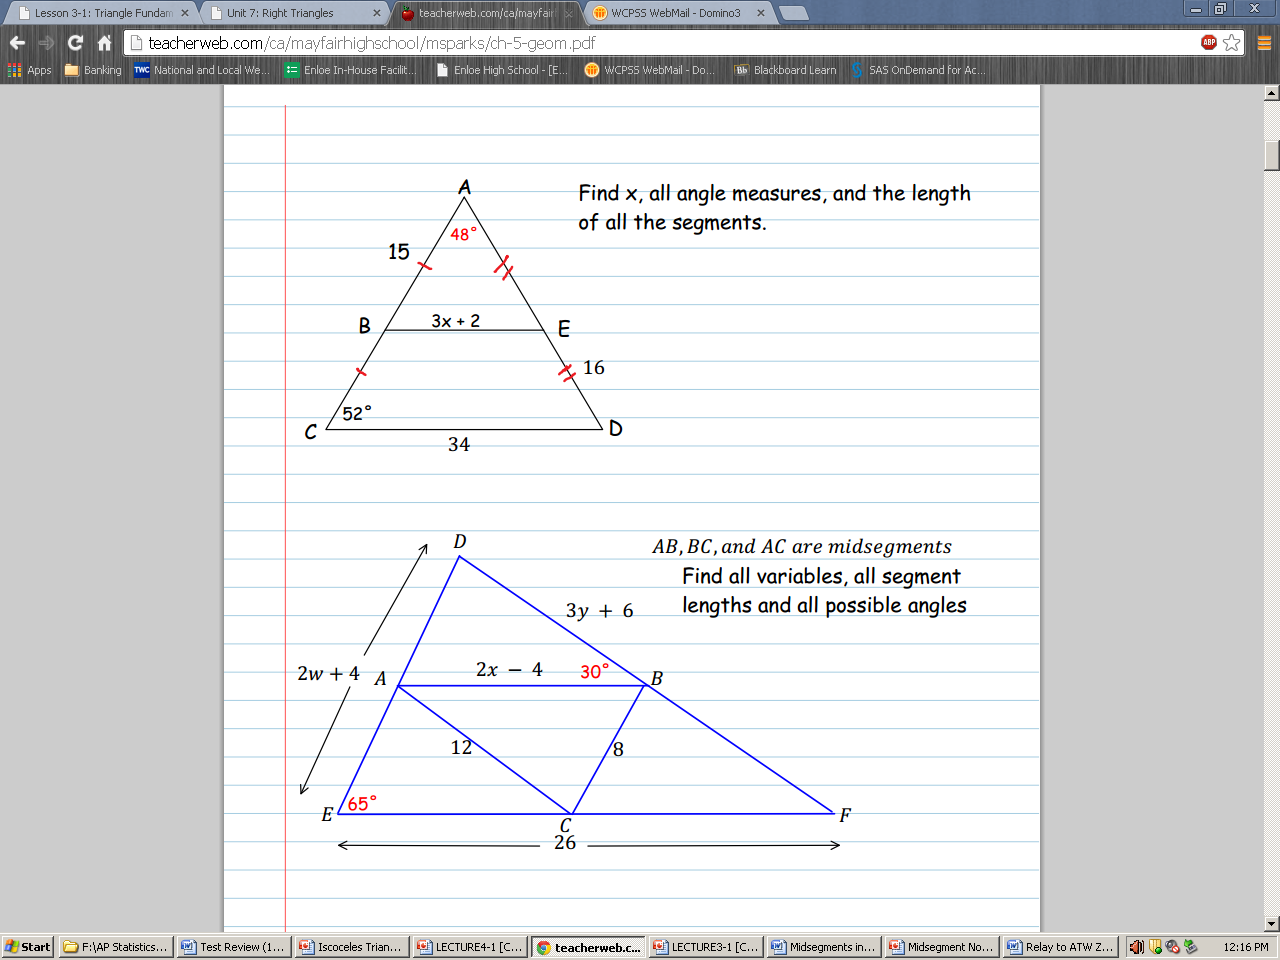 Lesson 3-1: Triangle Fundam
Unit 7: Right Triangles
teacherweb.com/ca/mayfair
WCPSS WebMail - Domino3
teacherweb.com/ca/mayfairhighschool/msparks/ch-5-geom.pdf
ABP
Apps
Banking
TWC National and Local We...
Enloe In-House Facilit...
Enloe High School - [E...
WCPSS WebMail - Do...
Bb Blackboard Learn
SAS OnDemand for Ac...
A
Find x, all angle measures, and the length
of all the segments.
48°
15
B
3x + 2
E
16
52°
C
D
34
D
AB, BC, and AC are midsegments
Find all variables, all segment
lengths and all possible angles
3y + 6
2w + 4
A
2x − 4
30°
B
12
8
65°
E
C
F
26
Start
F:\AP Statistics...
Test Review (1...
Iscoceles Trian...
LECTURE4-1 [C...
teacherweb.c...
LECTURE3-1 [C...
Midsegments in...
Midsegment No...
Relay to ATW Z...
12:16 PM